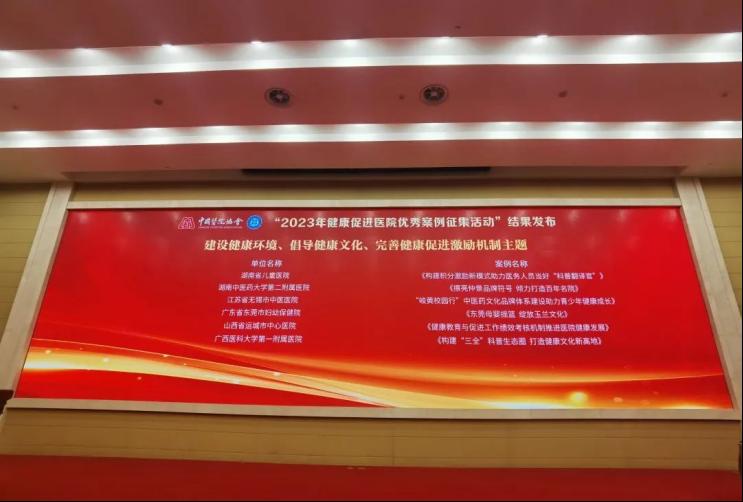 中国医院协会 "2023年健康促进医院优秀案例征集活动"结果发布
建设健康环境、倡导健康文化、完善健康促进激励机制主题
单位名称 案例名称
湖南省儿童医院 《构建积分激励新模式助力医务人员当好"科普翻译官"》
湖南中医药大学第二附属医院 《擦亮仲景品牌符号 倾力打造百年名院》
江苏省无锡市中医医院 "岐黄校园行"中医药文化品牌体系建设助力青少年健康成长》
广东省东莞市妇幼保健院 《东莞母婴摇篮 绽放玉兰文化》
山西省运城市中心医院 《健康教育与促进工作绩效考核机制推进医院健康发展》
广西医科大学第一附属医院 《构建"三全"科普生态圈 打造健康文化新高地》